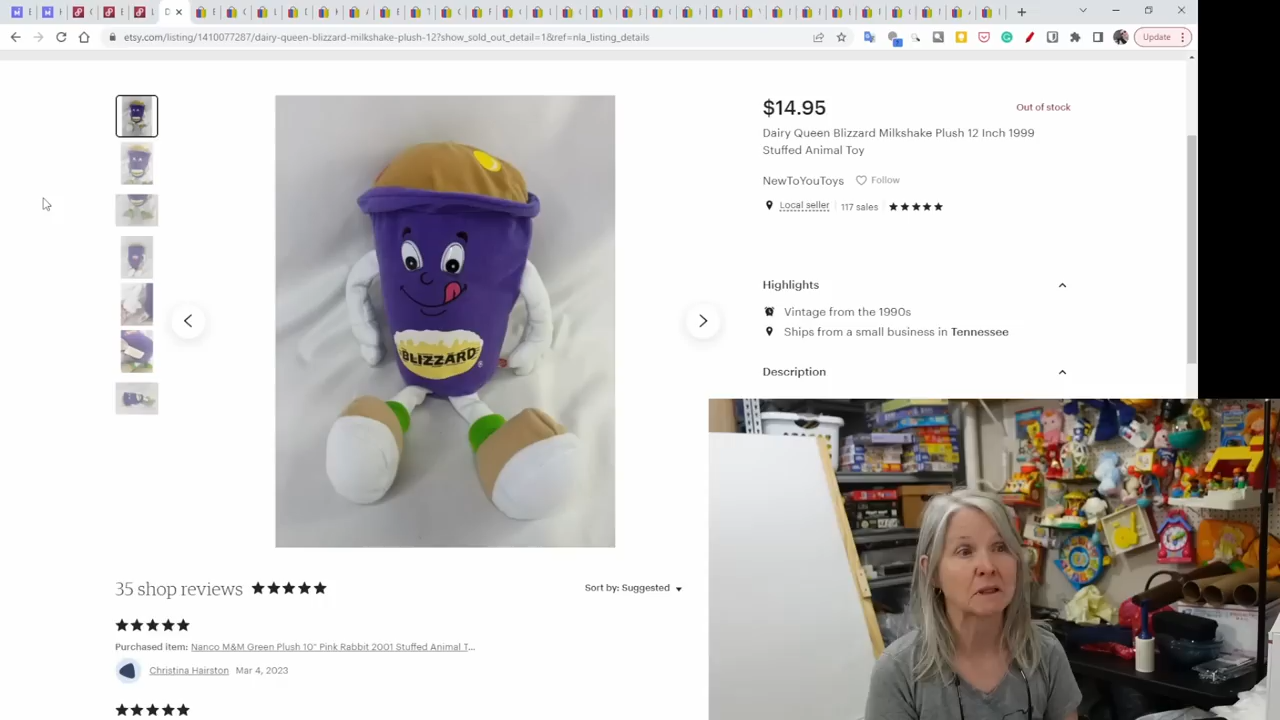 D
etsy.com/listing/1410077287/dairy-queen-blizzard-milkshake-plush-12?show_sold_out_detail=1&ref=nla_listing_details
Update
$14.95
Out of stock
Dairy Queen Blizzard Milkshake Plush 12 Inch 1999
Stuffed Animal Toy
NewToYouToys
Follow
Local seller
117 sales
Highlights
Vintage from the 1990s
Ships from a small business in Tennessee
Description
BLIZZARD
35 shop reviews
Sort by: Suggested
Purchased item: Nanco M&M Green Plush 10" Pink Rabbit 2001 Stuffed Animal T...
Christina Hairston Mar 4, 2023